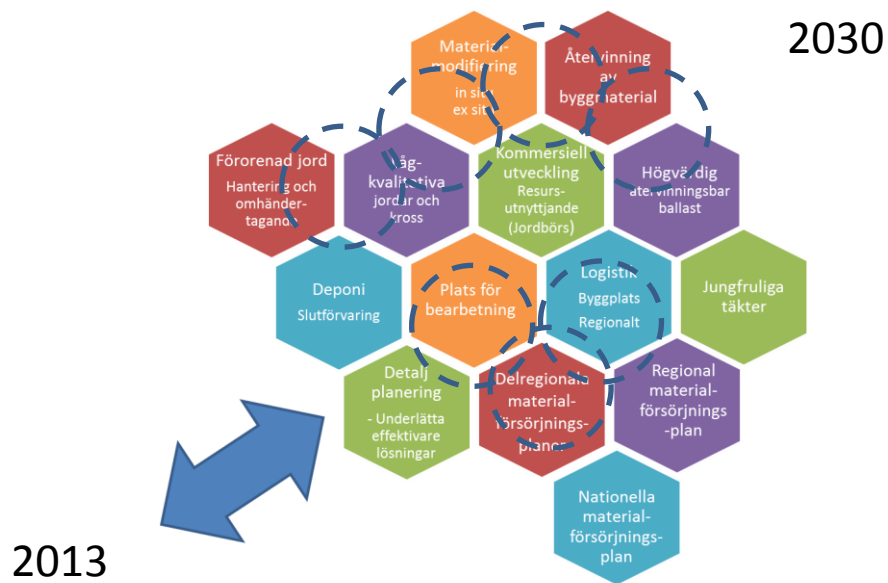 2030
Material-
modifiering
in situ
ex situ
Återvinning
av
byggmaterial
Förorenad jord
Hantering och
omhänder-
tagande
Låg-
kvalitativa
jordar och
kross
Kommersiell
utveckling
Resurs-
utnyttjande
(Jordbörs)
Högvärdig
återvinningsbar
ballast
Deponi
Slutförvaring
Plats för
bearbetning
Logistik
Byggplats
Regionalt
Jungfruliga
täkter
Detalj
planering
- Underlätta
effektivare
lösningar
Delregionala
material-
försörjnings-
planer
Regional
material-
försörjnings
-plan
Nationella
material-
försörjnings-
plan
2013